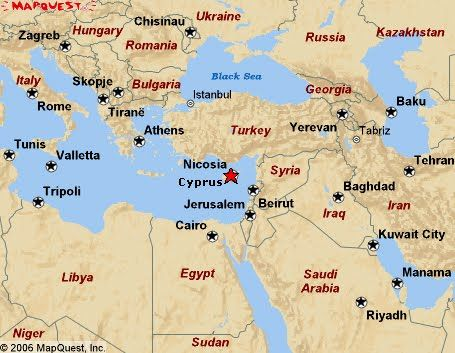 MAPQUEST
Ukraine
Chisinau
Kazakhstan
Hungary
Zagreb
Romania
Russia
Italy
Skopje
Bulgaria
Black Sea
Georgia
Rome
Tiranë
Istanbul
Baku
Athens
Turkey
Yerevan
Tabriz
Tunis
Valletta
Nicosia
Syria
Tehran
Cyprus
Baghdad
Tripoli
Jerusalem
Beirut
Iraq
Iran
Cairo
Kuwait City
Libya
Egypt
Saudi
Arabia
Manama
Riyadh
Niger
Sudan
© 2006 MapQuest, Inc.